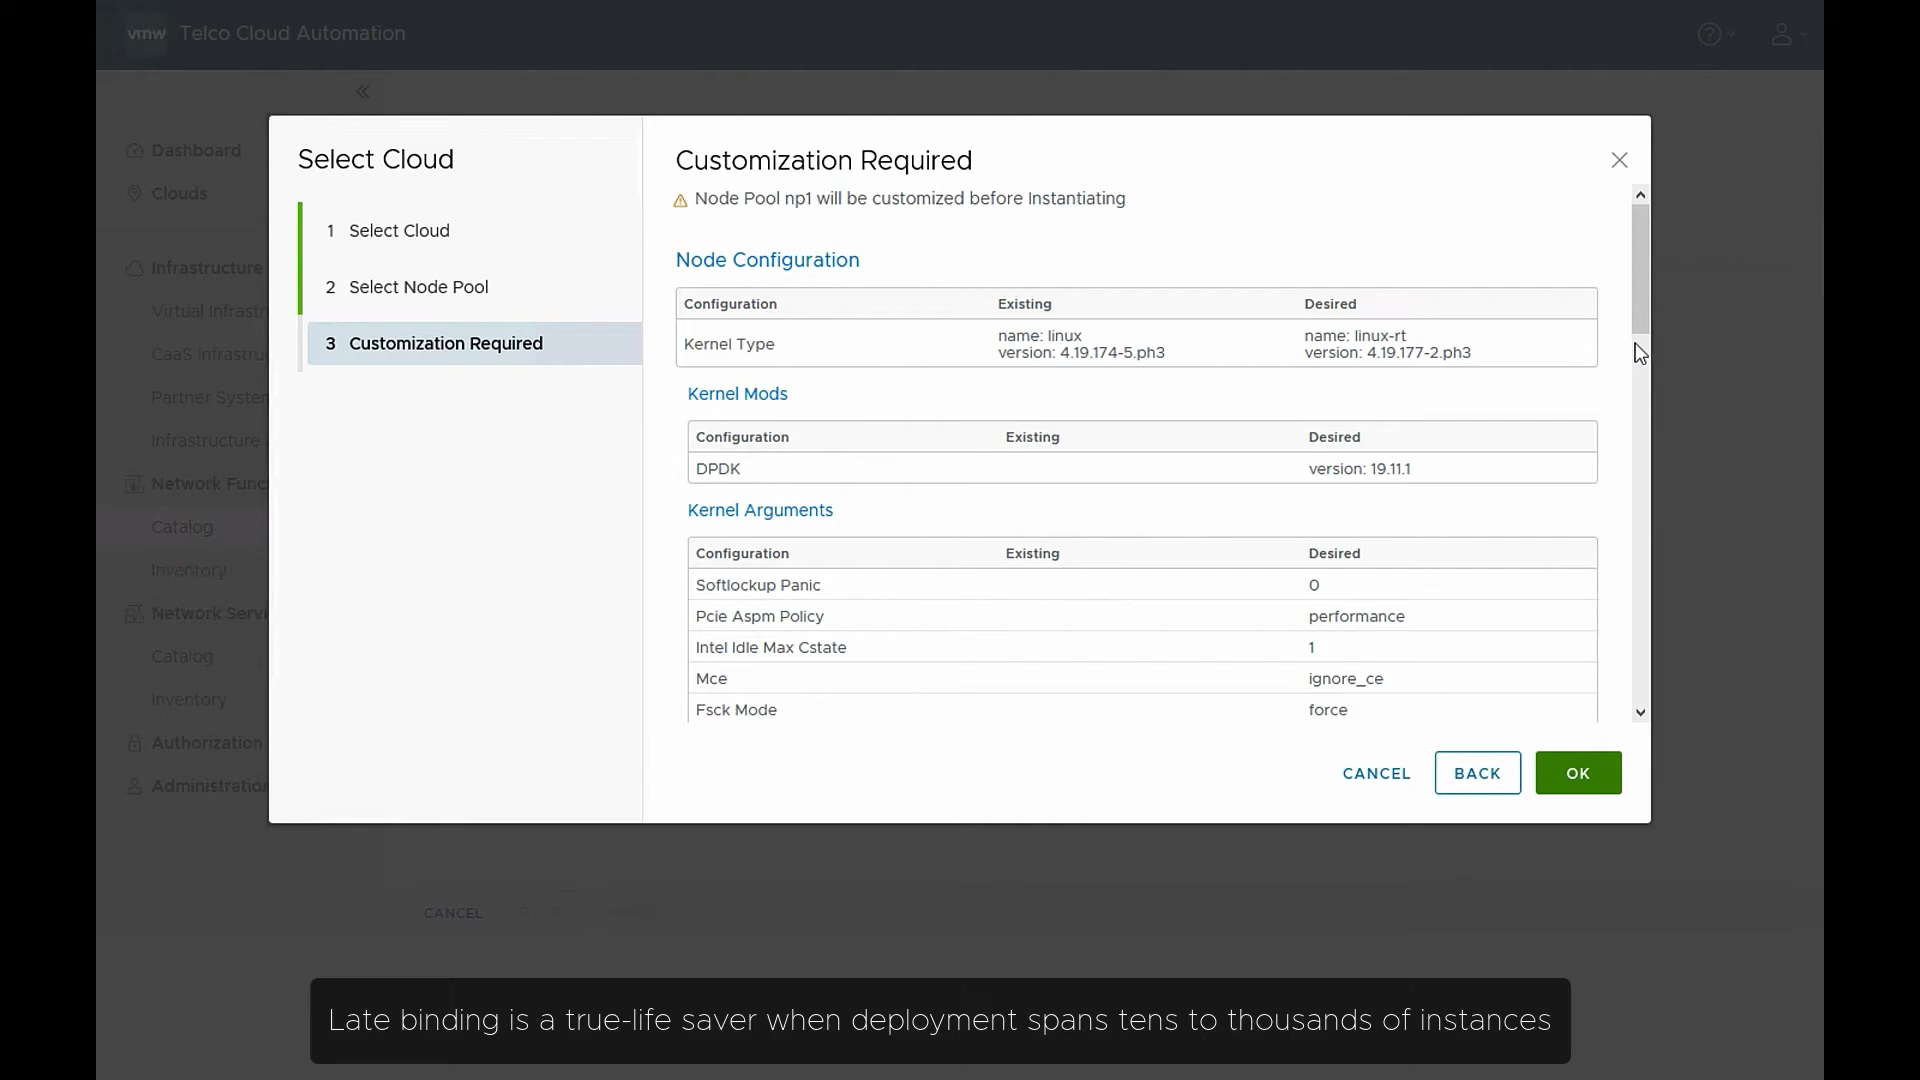 vmw Telco Cloud Automation
Dashboard
Clouds
Infrastructure
Virtual Infrastr
CaaS Infrastruc
Partner System
Infrastructure
Network Func
Catalog
Inventory
Network Servi
Catalog
Inventory
Authorization
Administration
Select Cloud
1 Select Cloud
2 Select Node Pool
3 Customization Required
Customization Required
Node Pool np1 will be customized before Instantiating
Node Configuration
Configuration Existing Desired
Kernel Type name: linux version: 4.19.174-5.ph3 name: linux-rt version: 4.19.177-2.ph3
Kernel Mods
Configuration Existing Desired
DPDK version: 19.11.1
Kernel Arguments
Configuration Existing Desired
Softlockup Panic 0
Pcie Aspm Policy performance
Intel Idle Max Cstate 1
Mce ignore_ce
Fsck Mode force
CANCEL BACK OK
CANCEL
Late binding is a true-life saver when deployment spans tens to thousands of instances